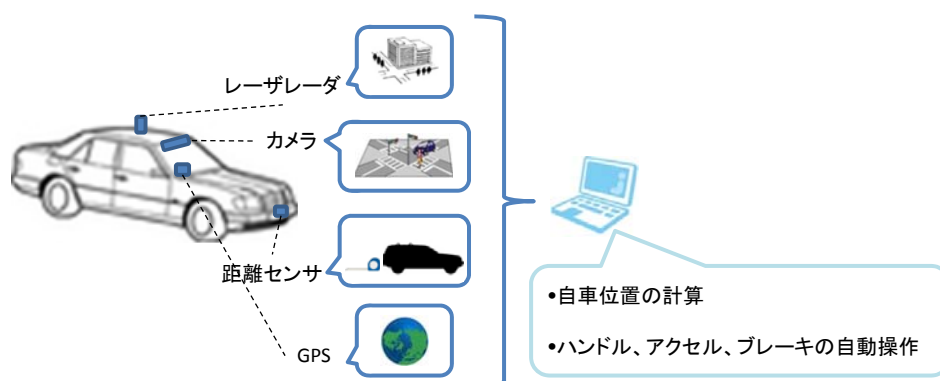 レーザレーダ
カメラ
距離センサ
GPS
•自車位置の計算
•ハンドル、アクセル、ブレーキの自動操作